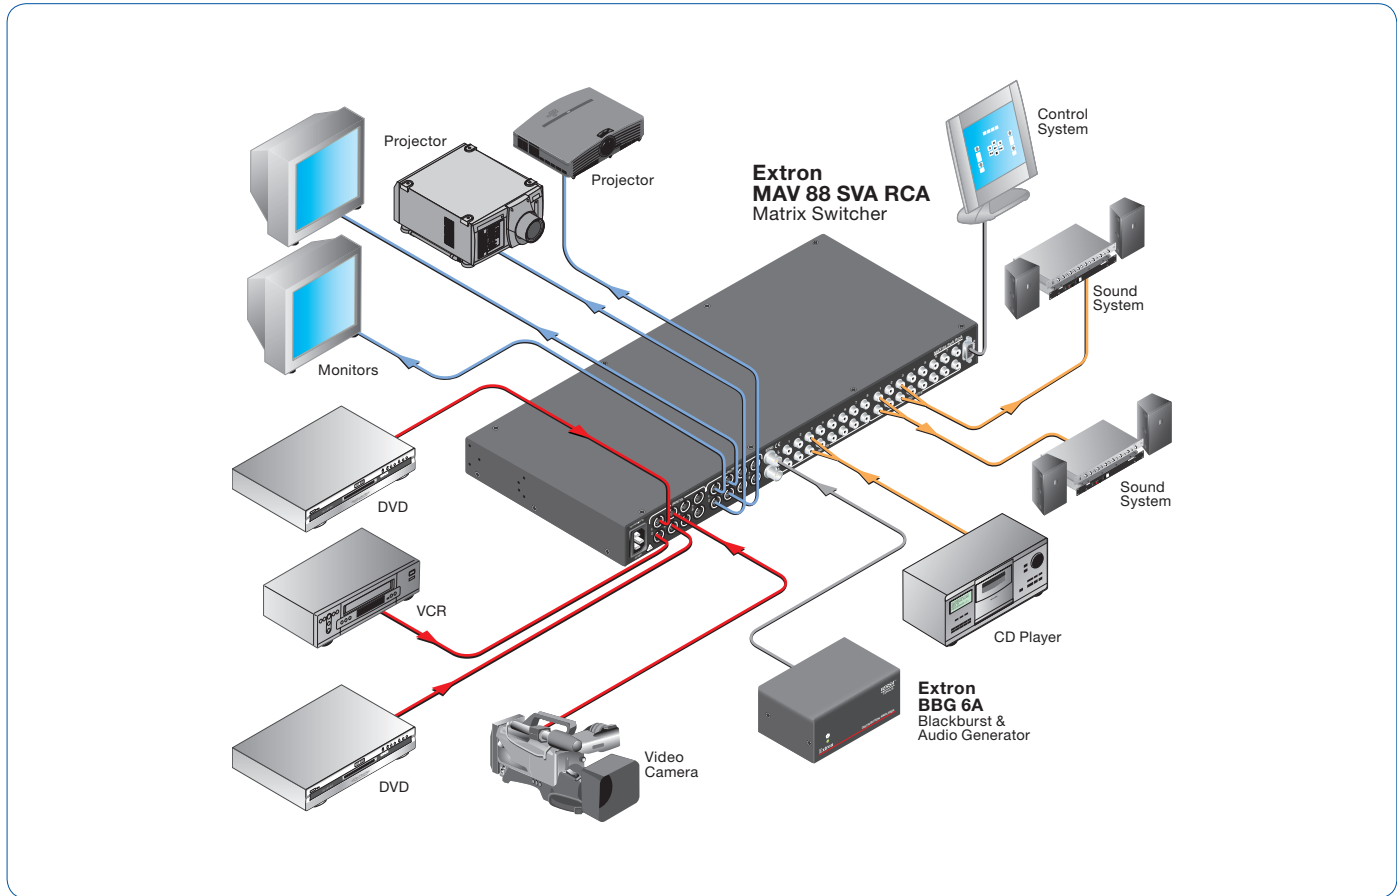 Projector
Projector
Extron
MAV 88 SVA RCA
Matrix Switcher
Control
System
Sound
System
Monitors
Sound
System
DVD
VCR
CD Player
Extron
BBG 6A
Blackburst &
Audio Generator
Video
Camera
DVD
Extron